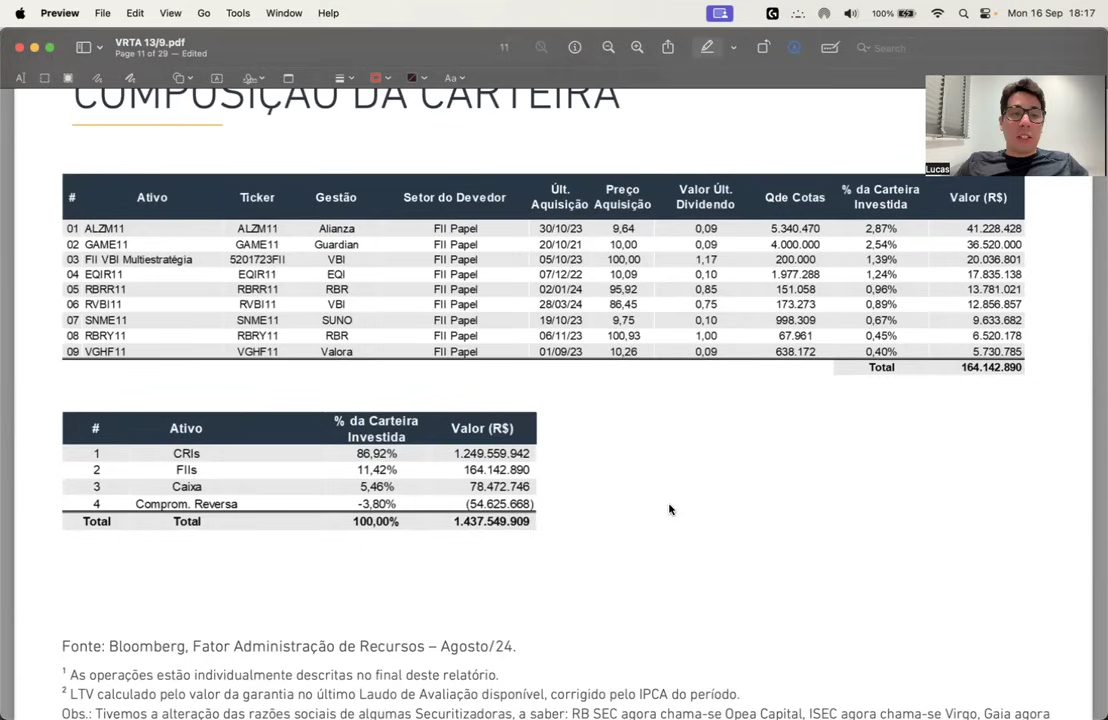 Preview File Edit View Go Tools Window Help 100% Mon 16 Sep 18:17
VRTA 13/9.pdf
Page 11 of 29 — Edited
11
Search
Aa
COMPOSIÇÃO DA CARTEIRA
Lucas
# Ativo Ticker Gestão Setor do Devedor Últ. Aquisição Preço Aquisição Valor Últ. Dividendo Qde Cotas % da Carteira Investida Valor (R$)
01 ALZM11 ALZM11 Alianza FII Papel 30/10/23 9,64 0,09 5.340.470 2,87% 41.228.428
02 GAME11 GAME11 Guardian FII Papel 20/10/21 10,00 0,09 4.000.000 2,54% 36.520.000
03 FII VBI Multiestratégia 5201723FII VBI FII Papel 05/10/23 100,00 1,17 200.000 1,39% 20.036.801
04 EQIR11 EQIR11 EQI FII Papel 07/12/22 10,09 0,10 1.977.288 1,24% 17.835.138
05 RBRR11 RBRR11 RBR FII Papel 02/01/24 95,92 0,85 151.058 0,96% 13.781.021
06 RVBI11 RVBI11 VBI FII Papel 28/03/24 86,45 0,75 173.273 0,89% 12.856.857
07 SNME11 SNME11 SUNO FII Papel 19/10/23 9,75 0,10 998.309 0,67% 9.633.682
08 RBRY11 RBRY11 RBR FII Papel 06/11/23 100,93 1,00 67.961 0,45% 6.520.178
09 VGHF11 VGHF11 Valora FII Papel 01/09/23 10,26 0,09 638.172 0,40% 5.730.785
Total 164.142.890
# Ativo % da Carteira Investida Valor (R$)
1 CRIs 86,92% 1.249.559.942
2 FIIs 11,42% 164.142.890
3 Caixa 5,46% 78.472.746
4 Comprom. Reversa -3,80% (54.625.668)
Total Total 100,00% 1.437.549.909
Fonte: Bloomberg, Fator Administração de Recursos – Agosto/24.
¹ As operações estão individualmente descritas no final deste relatório.
² LTV calculado pelo valor da garantia no último Laudo de Avaliação disponível, corrigido pelo IPCA do período.
Obs.: Tivemos a alteração das razões sociais de algumas Securitizadoras, a saber: RB SEC agora chama-se Opea Capital, ISEC agora chama-se Virgo, Gaia agora